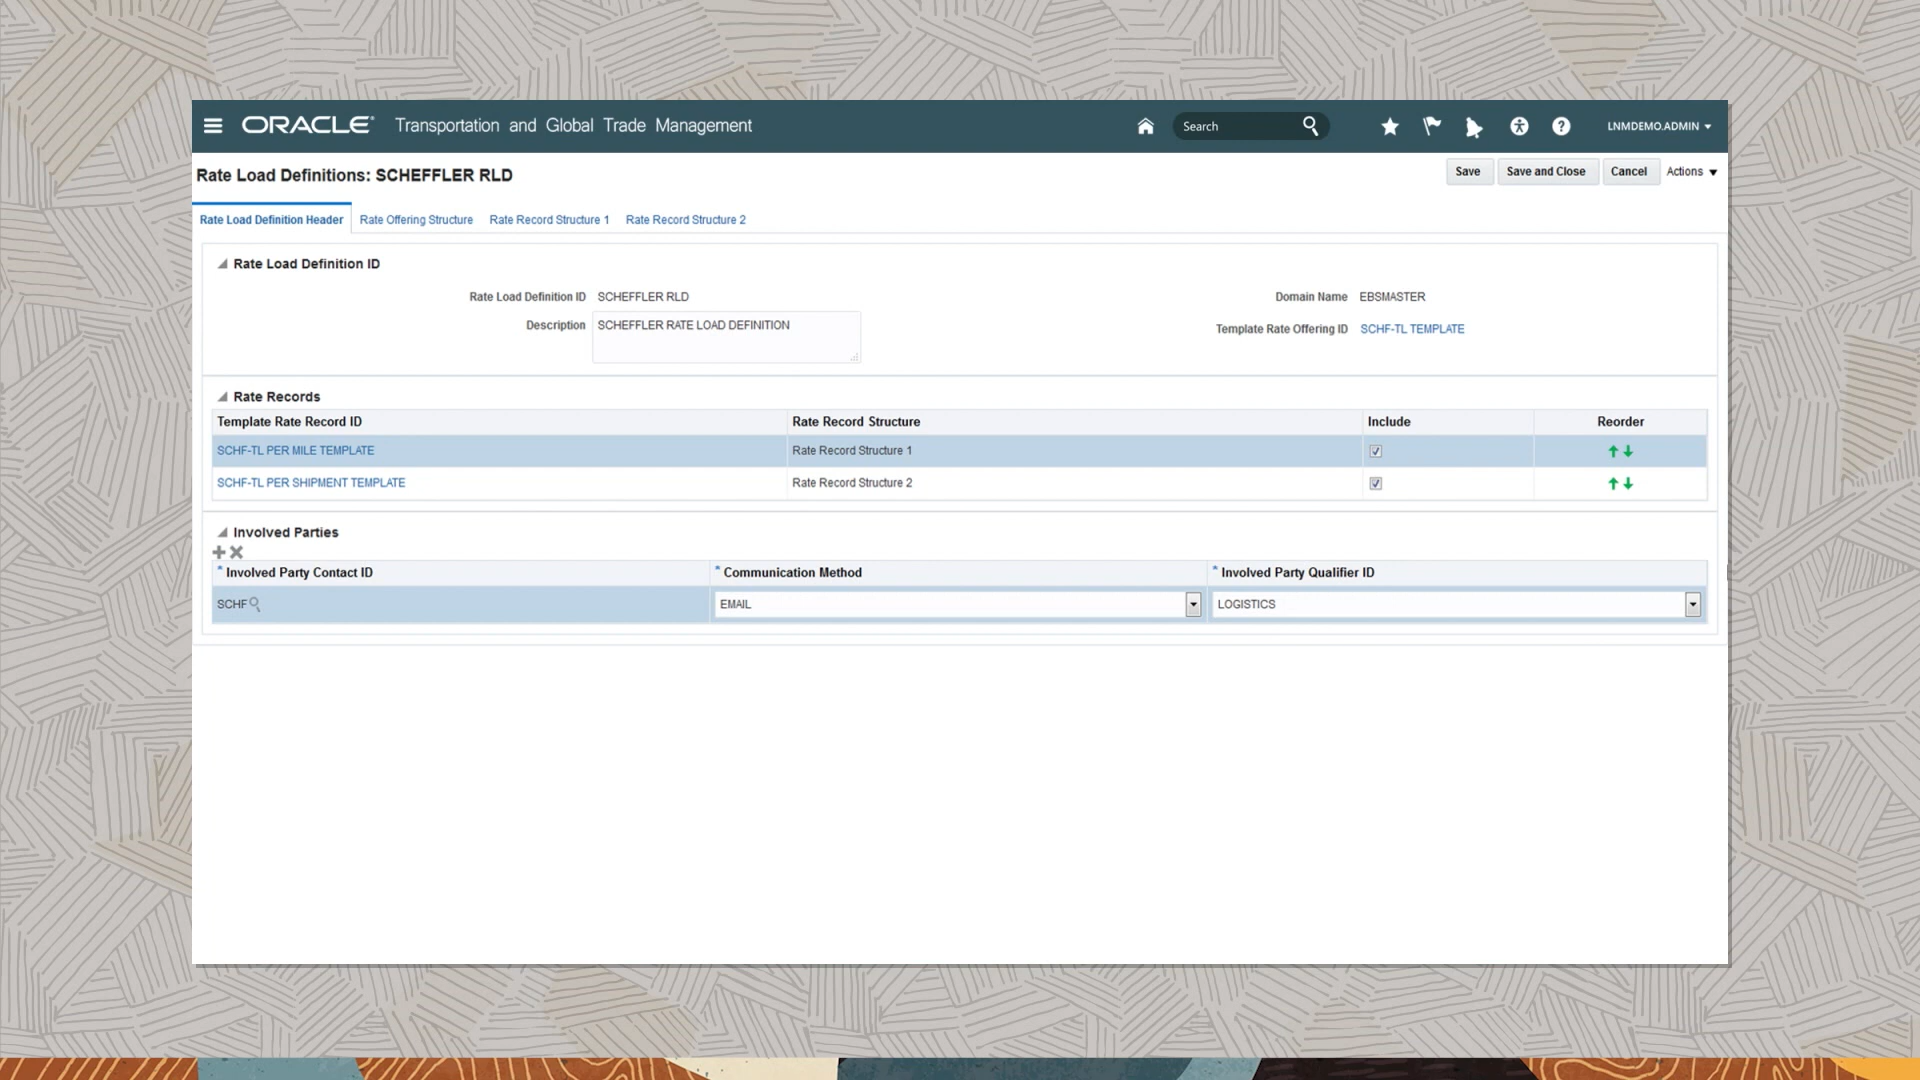 ORACLE Transportation and Global Trade Management Search LNMDEMO.ADMIN
Rate Load Definitions: SCHEFFLER RLD Save Save and Close Cancel Actions
Rate Load Definition Header Rate Offering Structure Rate Record Structure 1 Rate Record Structure 2
Rate Load Definition ID
Rate Load Definition ID SCHEFFLER RLD Domain Name EBSMASTER
Description SCHEFFLER RATE LOAD DEFINITION Template Rate Offering ID SCHF-TL TEMPLATE
Rate Records
Template Rate Record ID Rate Record Structure Include Reorder
SCHF-TL PER MILE TEMPLATE Rate Record Structure 1
SCHF-TL PER SHIPMENT TEMPLATE Rate Record Structure 2
Involved Parties
* Involved Party Contact ID * Communication Method * Involved Party Qualifier ID
SCHF EMAIL LOGISTICS